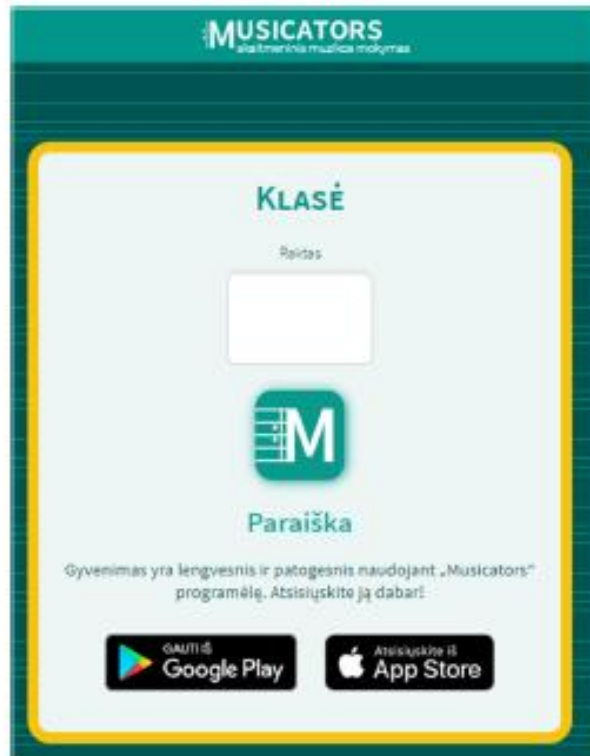 MUSICATORS
skaitmeninis muzikos mokymas
KLASĖ
Raktas
M
Paraiška
Gyvenimas yra lengvesnis ir patogesnis naudojant „Musicators“
programėlę. Atsisiųskite ją dabar!
GAUTI IŠ
Google Play
Atsisiųskite iš
App Store